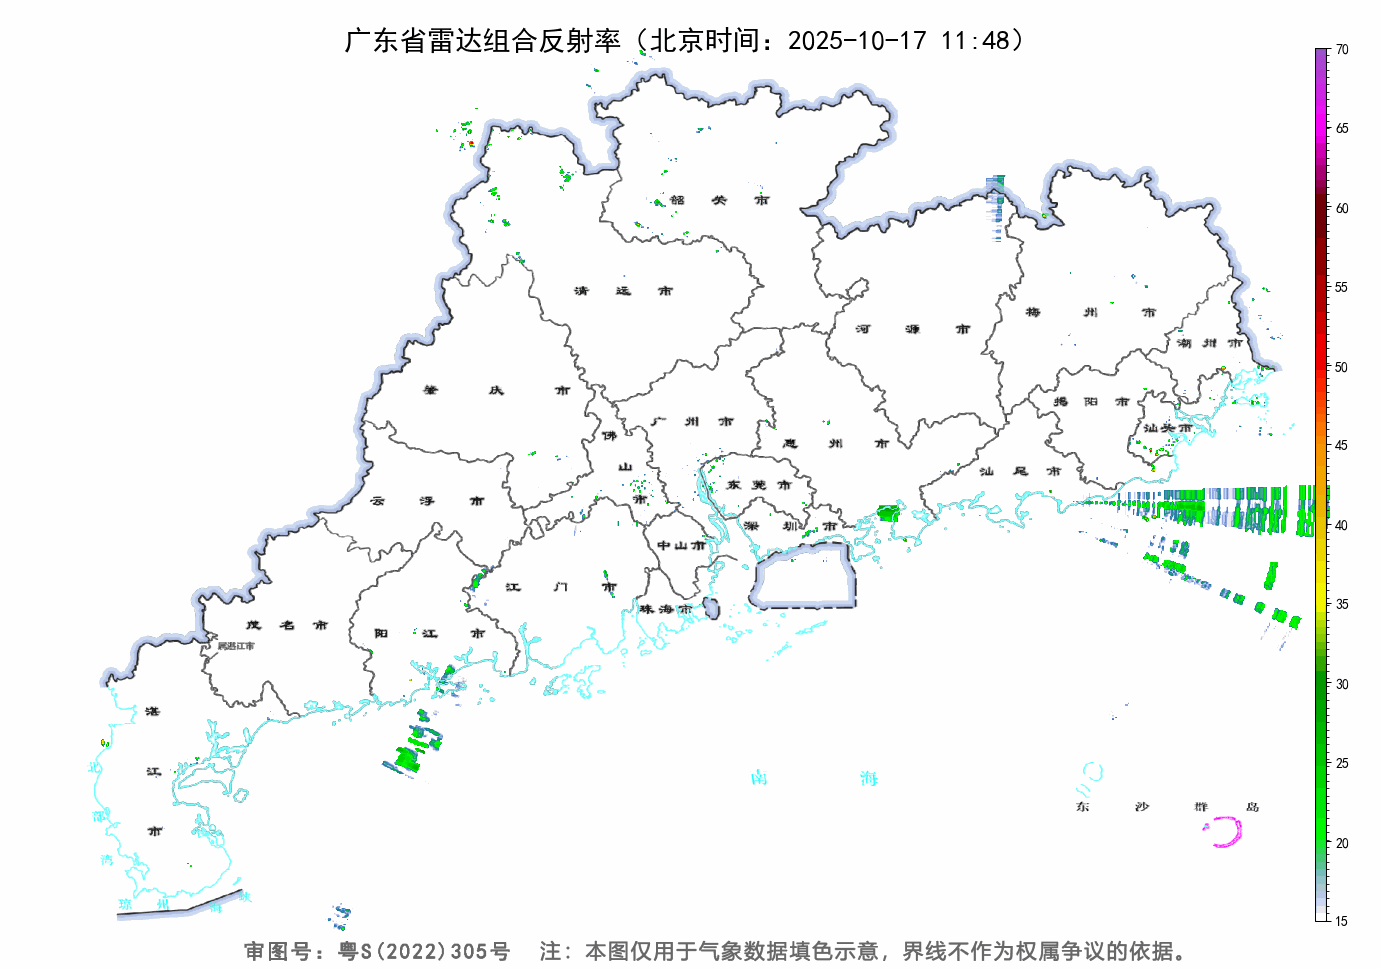 广东省雷达组合反射率（北京时间：2025-10-17 11:48）
70
65
60
55
50
45
40
35
30
25
20
15
韶关市
清远市
河源市
梅州市
潮州市
肇庆市
揭阳市
广州市
佛山市
惠州市
汕头市
汕尾市
东莞市
云浮市
深圳市
中山市
江门市
珠海市
茂名市
阳江市
属湛江市
湛江市
北部湾
南海
东沙群岛
琼州海峡
审图号：粤S(2022)305号 注：本图仅用于气象数据填色示意，界线不作为权属争议的依据。